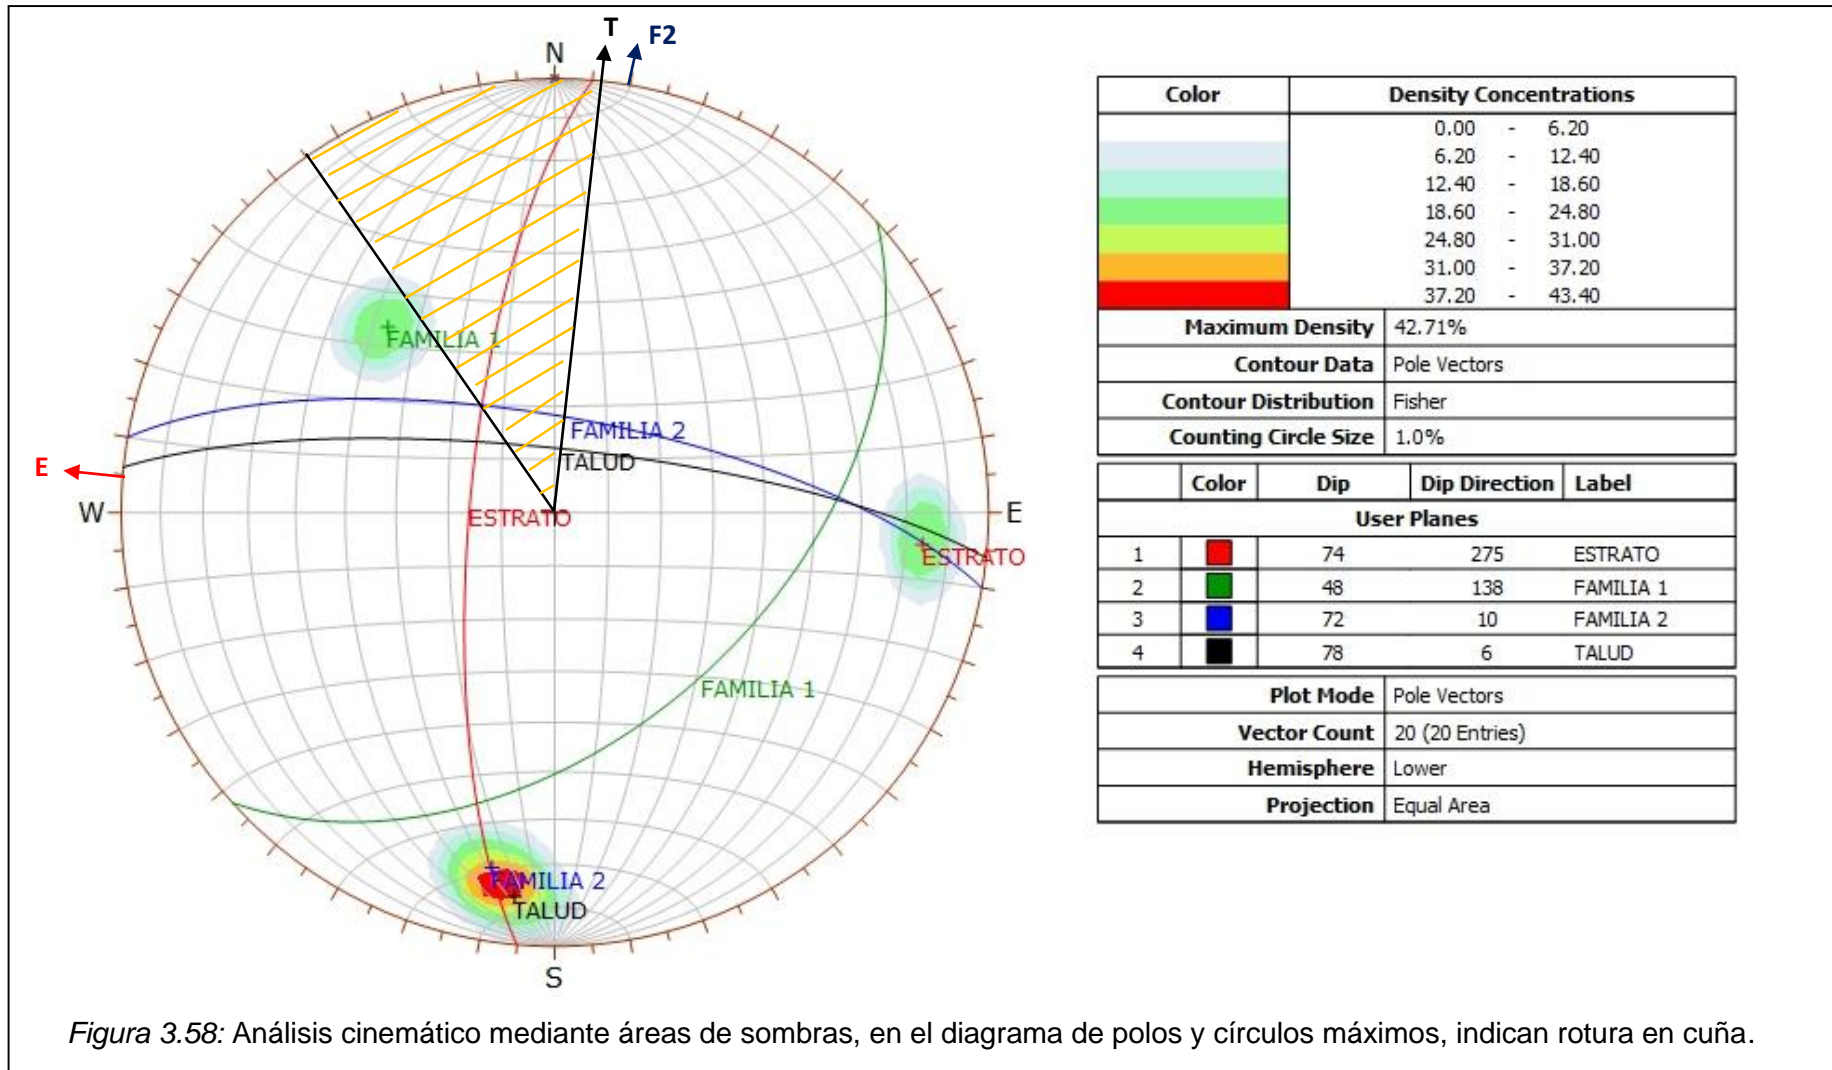 T
F2
N
E
W
E
S
FAMILIA 1
FAMILIA 2
TALUD
ESTRATO
ESTRATO
FAMILIA 1
FAMILIA 2
TALUD
Color Density Concentrations
0.00 - 6.20
6.20 - 12.40
12.40 - 18.60
18.60 - 24.80
24.80 - 31.00
31.00 - 37.20
37.20 - 43.40
Maximum Density 42.71%
Contour Data Pole Vectors
Contour Distribution Fisher
Counting Circle Size 1.0%
Color Dip Dip Direction Label
User Planes
1 74 275 ESTRATO
2 48 138 FAMILIA 1
3 72 10 FAMILIA 2
4 78 6 TALUD
Plot Mode Pole Vectors
Vector Count 20 (20 Entries)
Hemisphere Lower
Projection Equal Area
Figura 3.58: Análisis cinemático mediante áreas de sombras, en el diagrama de polos y círculos máximos, indican rotura en cuña.